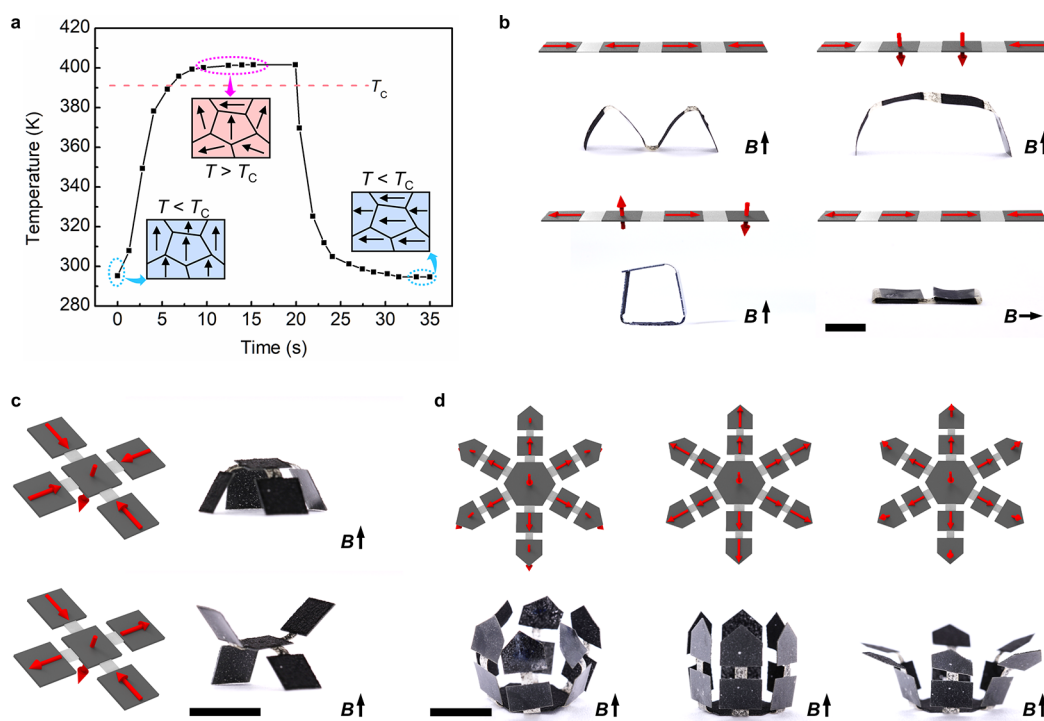 a
Temperature (K)
420
400
380
360
340
320
300
280
T_C
T > T_C
T < T_C
T < T_C
0 5 10 15 20 25 30 35
Time (s)
b
B
B
B
B
c
B
B
d
B
B
B